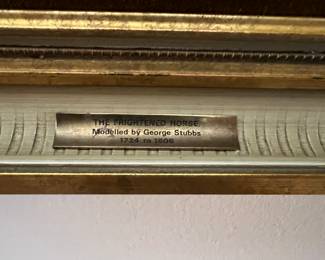 THE FRIGHTENED HORSE
Modelled by George Stubbs
1724 to 1806